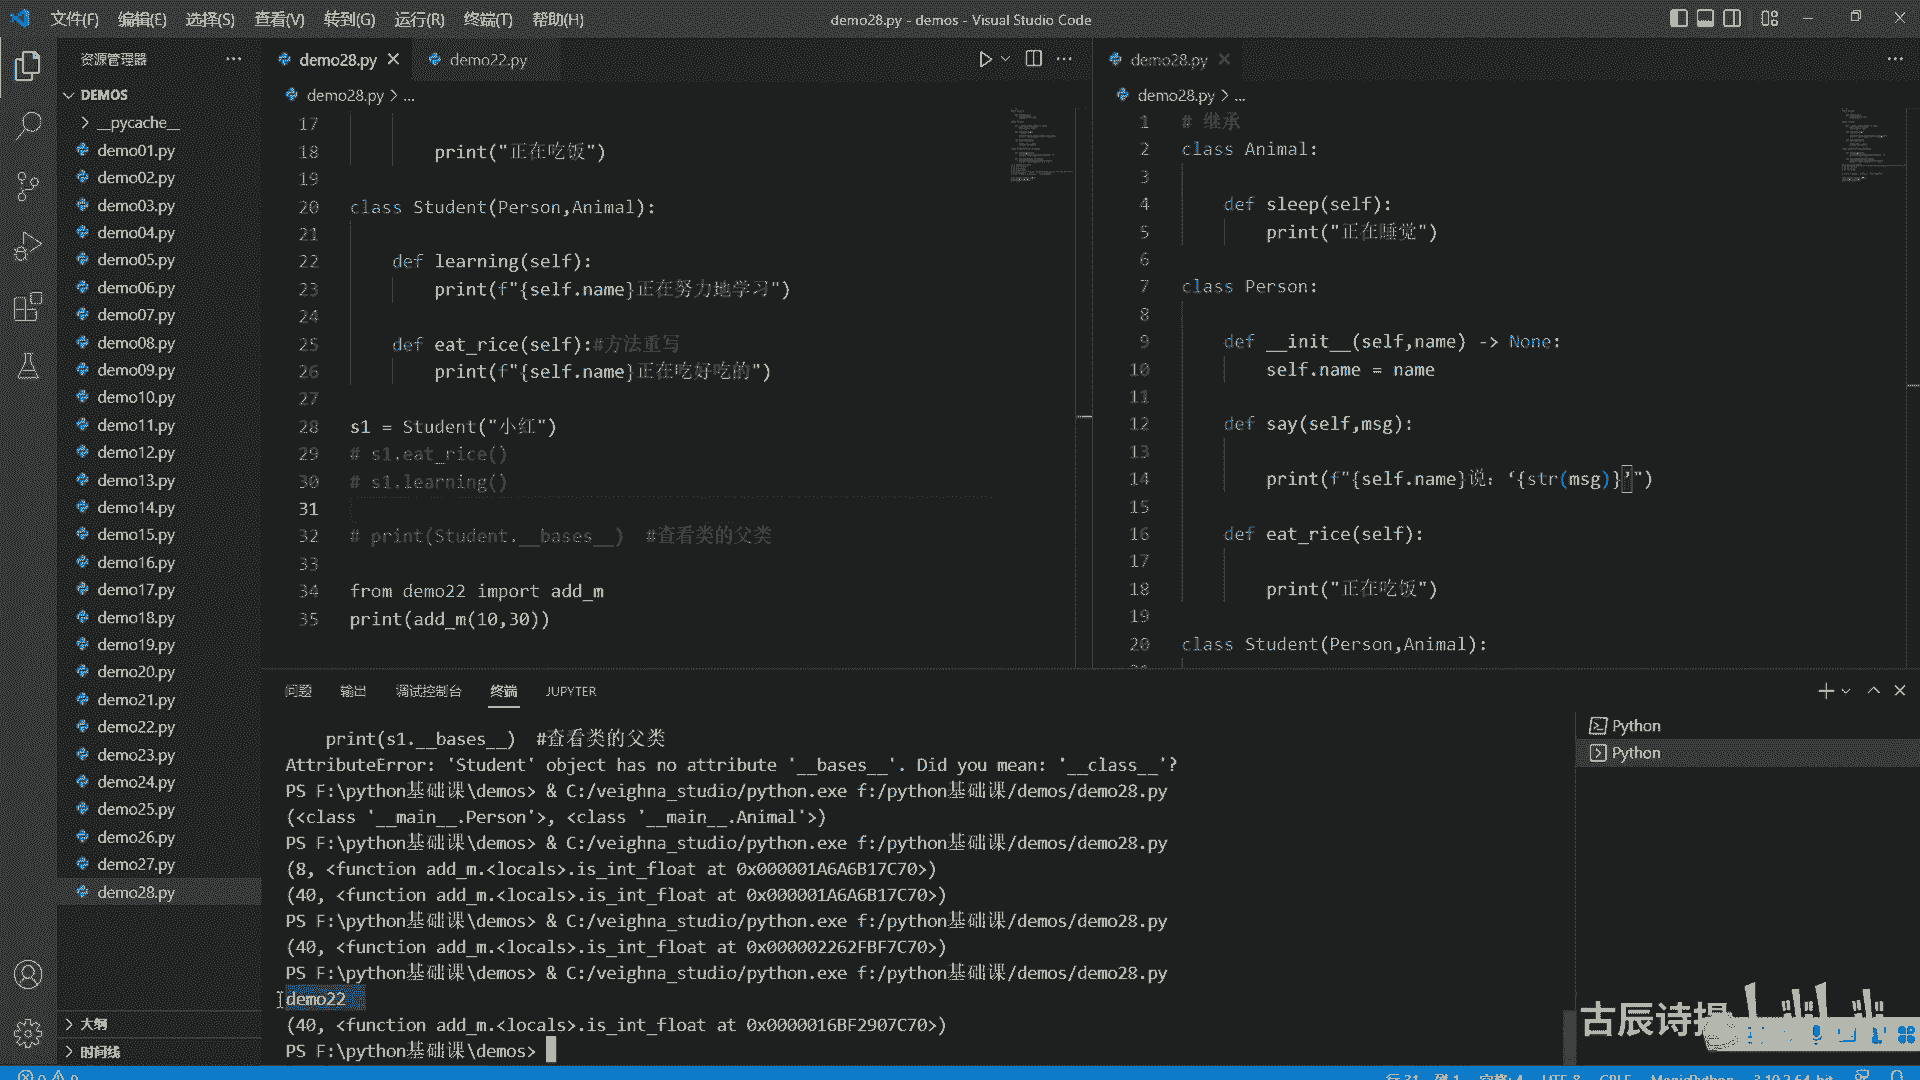 文件(F) 编辑(E) 选择(S) 查看(V) 转到(G) 运行(R) 终端(T) 帮助(H)
demo28.py - demos - Visual Studio Code
资源管理器
DEMOS
__pycache__
demo01.py
demo02.py
demo03.py
demo04.py
demo05.py
demo06.py
demo07.py
demo08.py
demo09.py
demo10.py
demo11.py
demo12.py
demo13.py
demo14.py
demo15.py
demo16.py
demo17.py
demo18.py
demo19.py
demo20.py
demo21.py
demo22.py
demo23.py
demo24.py
demo25.py
demo26.py
demo27.py
demo28.py
大纲
时间线
demo28.py demo22.py
demo28.py > ...
17
18 print("正在吃饭")
19
20 class Student(Person,Animal):
21
22 def learning(self):
23 print(f"{self.name}正在努力地学习")
24
25 def eat_rice(self):#方法重写
26 print(f"{self.name}正在吃好吃的")
27
28 s1 = Student("小红")
29 # s1.eat_rice()
30 # s1.learning()
31
32 # print(Student.__bases__) #查看类的父类
33
34 from demo22 import add_m
35 print(add_m(10,30))
demo28.py
demo28.py > ...
1 # 继承
2 class Animal:
3
4 def sleep(self):
5 print("正在睡觉")
6
7 class Person:
8
9 def __init__(self,name) -> None:
10 self.name = name
11
12 def say(self,msg):
13
14 print(f"{self.name}说：‘{str(msg)}’")
15
16 def eat_rice(self):
17
18 print("正在吃饭")
19
20 class Student(Person,Animal):
问题 输出 调试控制台 终端 JUPYTER
print(s1.__bases__) #查看类的父类
AttributeError: 'Student' object has no attribute '__bases__'. Did you mean: '__class__'?
PS F:\python基础课\demos> & C:/veighna_studio/python.exe f:/python基础课/demos/demo28.py
(<class '__main__.Person'>, <class '__main__.Animal'>)
PS F:\python基础课\demos> & C:/veighna_studio/python.exe f:/python基础课/demos/demo28.py
(8, <function add_m.<locals>.is_int_float at 0x000001A6A6B17C70>)
(40, <function add_m.<locals>.is_int_float at 0x000001A6A6B17C70>)
PS F:\python基础课\demos> & C:/veighna_studio/python.exe f:/python基础课/demos/demo28.py
(40, <function add_m.<locals>.is_int_float at 0x000002262FBF7C70>)
PS F:\python基础课\demos> & C:/veighna_studio/python.exe f:/python基础课/demos/demo28.py
demo22
(40, <function add_m.<locals>.is_int_float at 0x0000016BF2907C70>)
PS F:\python基础课\demos>
Python
Python
古辰诗